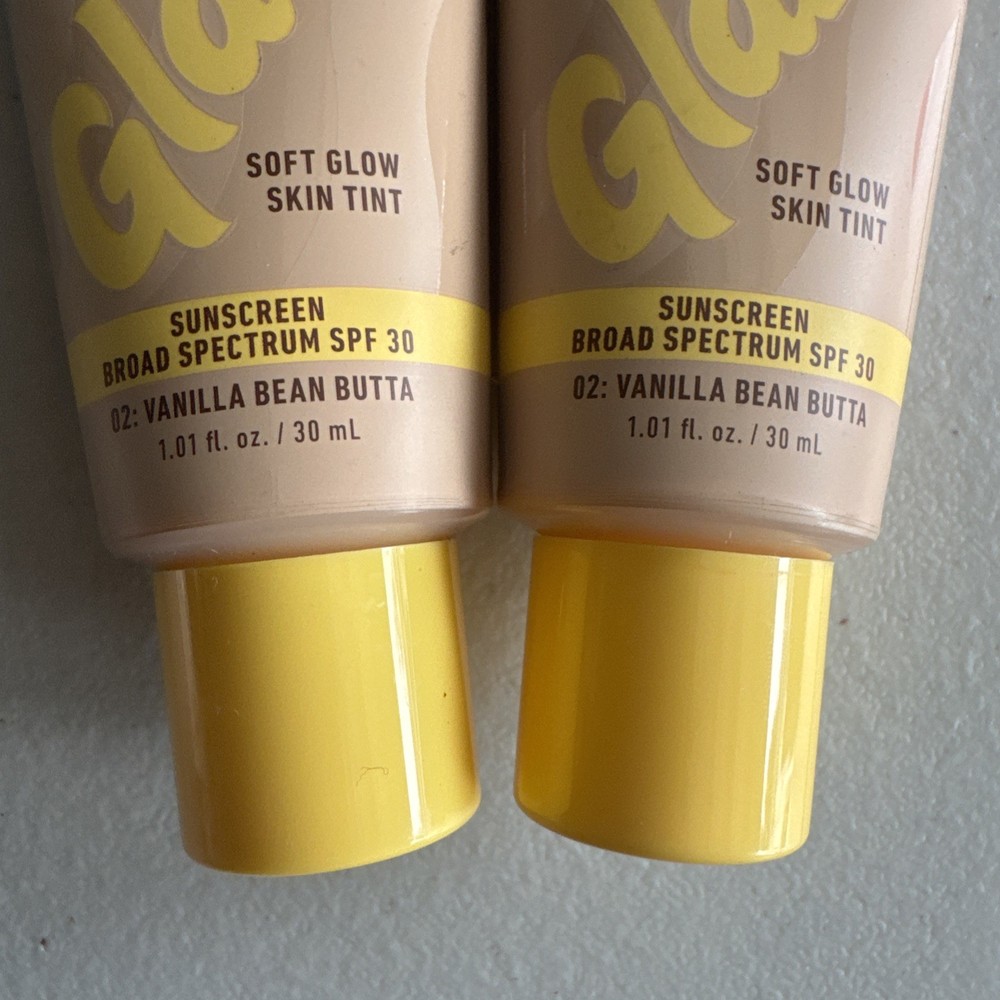 Gla
SOFT GLOW
SKIN TINT
SUNSCREEN
BROAD SPECTRUM SPF 30
02: VANILLA BEAN BUTTA
1.01 fl. oz. / 30 mL
Gla
SOFT GLOW
SKIN TINT
SUNSCREEN
BROAD SPECTRUM SPF 30
02: VANILLA BEAN BUTTA
1.01 fl. oz. / 30 mL